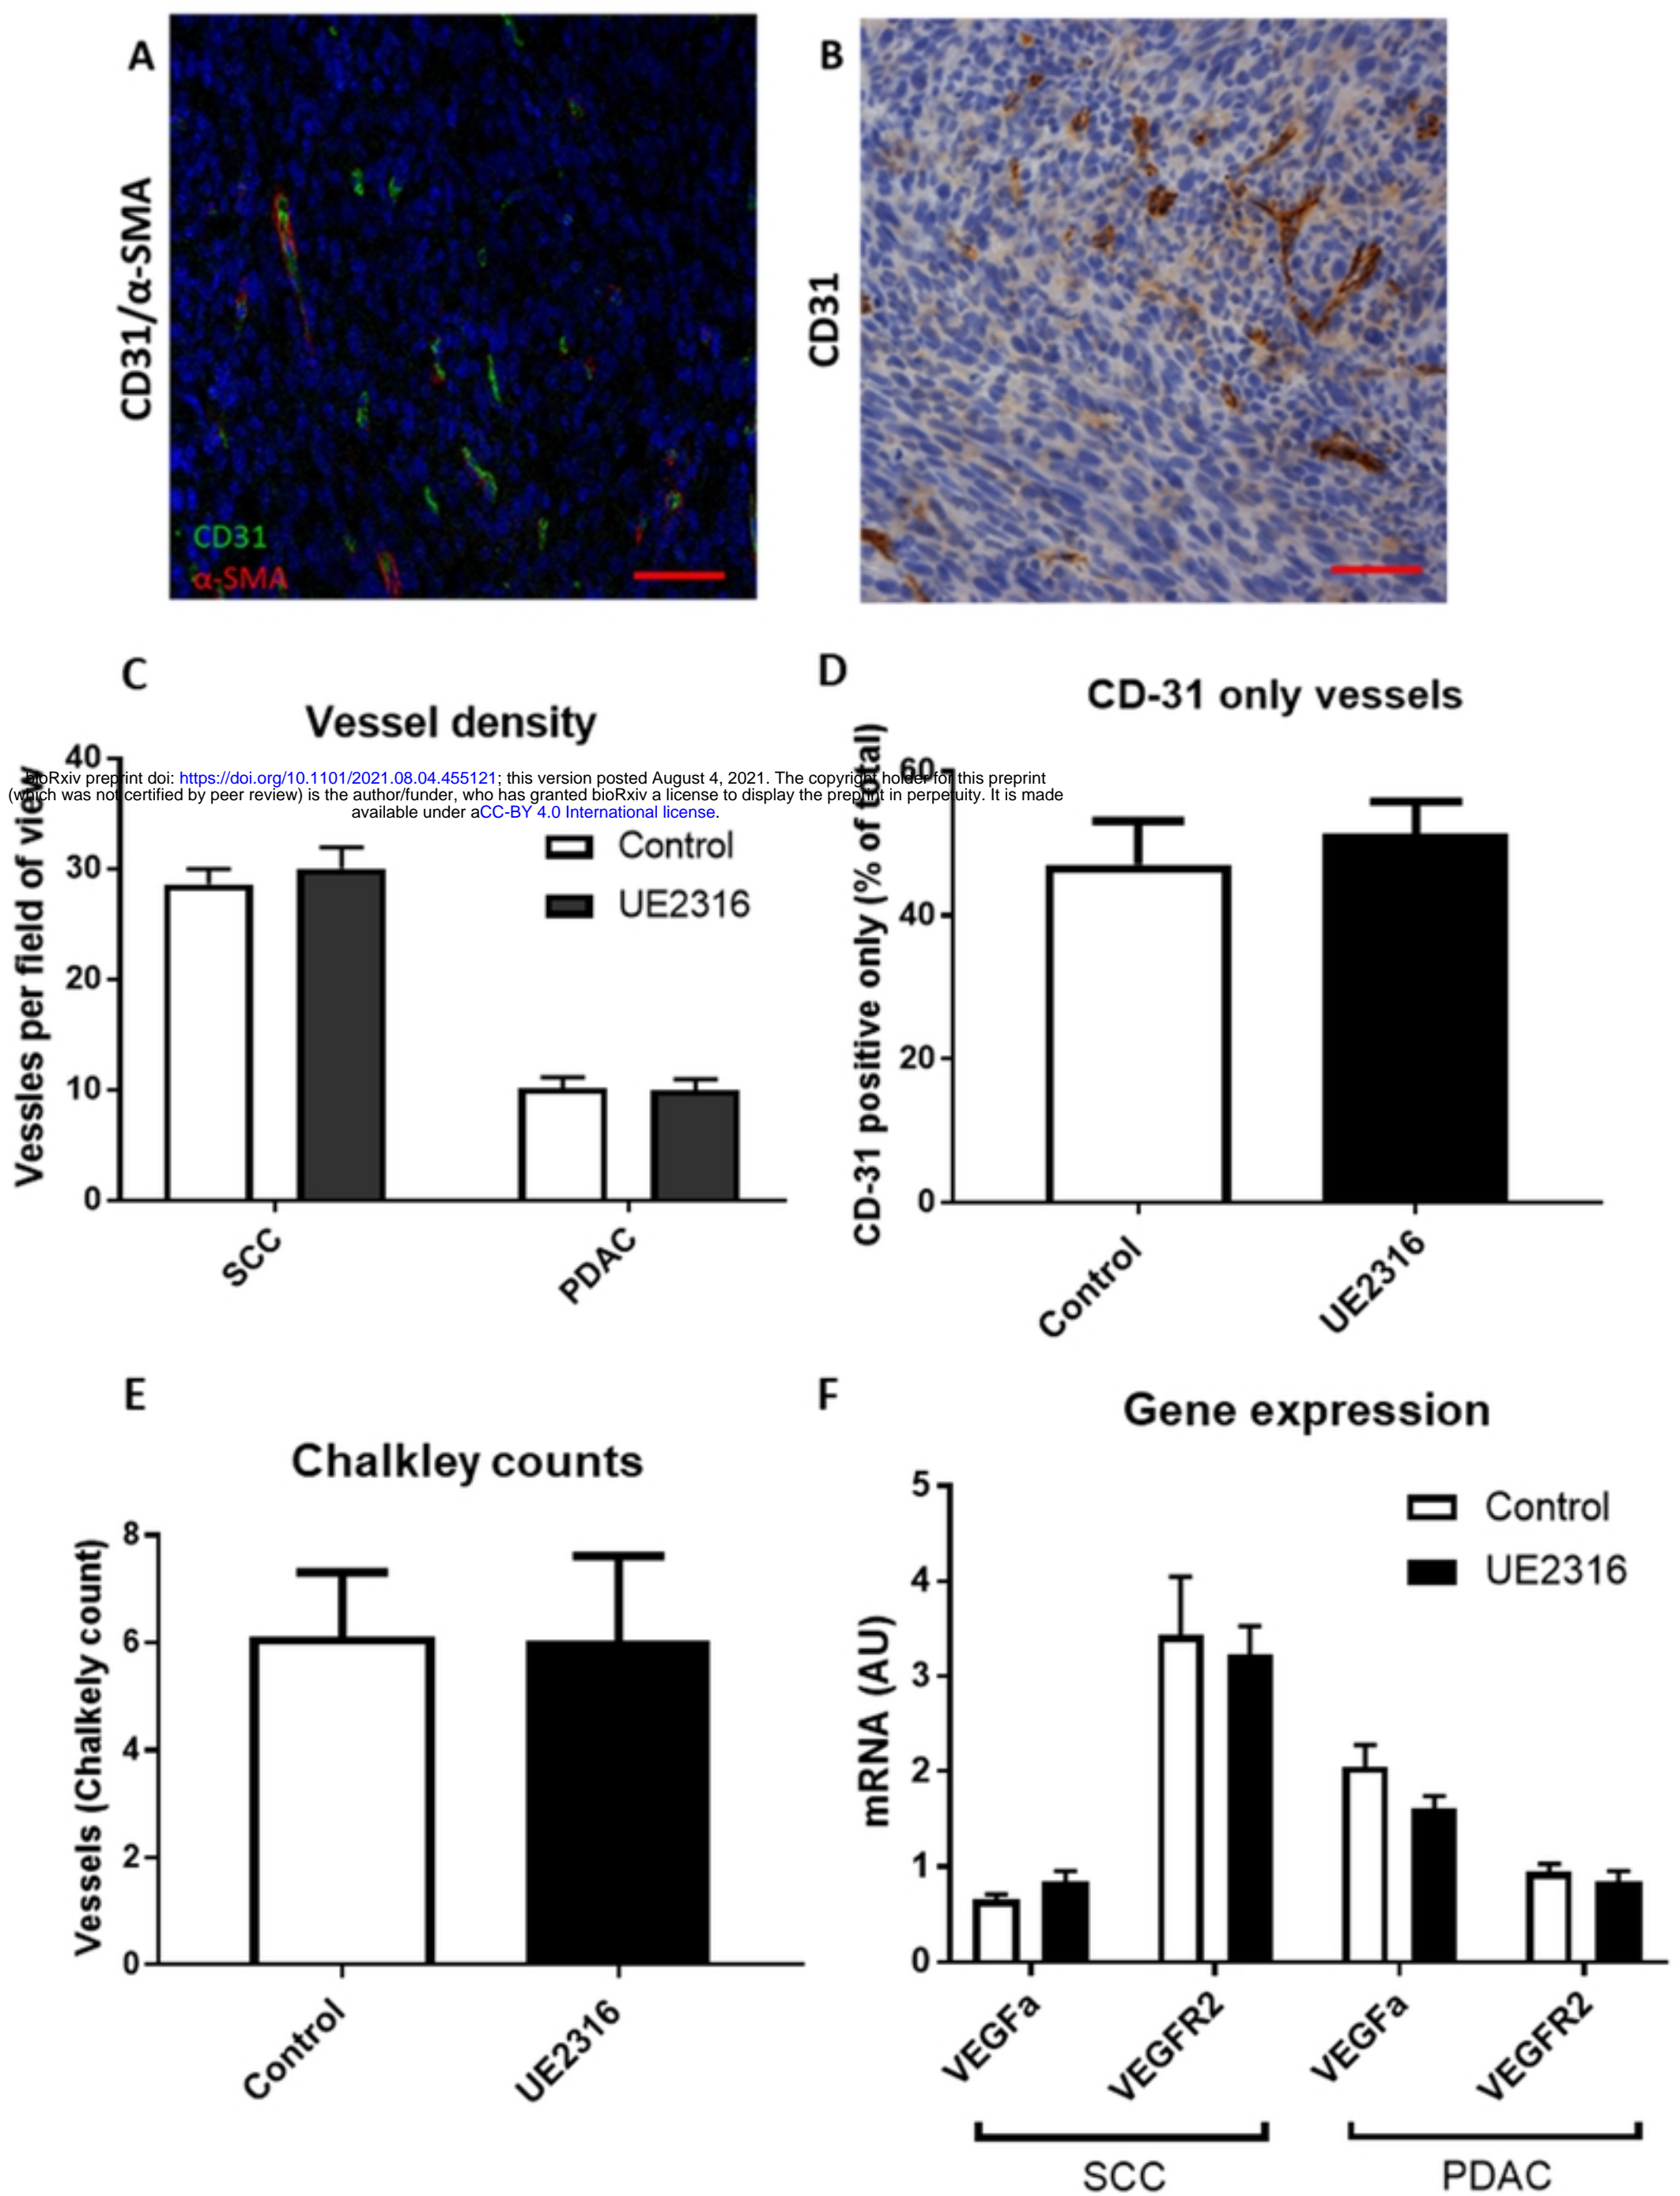 A
CD31/α-SMA
CD31
α-SMA
B
CD31
C
Vessel density
Vessles per field of view
40
30
20
10
0
Control
UE2316
SCC
PDAC
bioRxiv preprint doi: https://doi.org/10.1101/2021.08.04.455121; this version posted August 4, 2021. The copyright holder for this preprint
(which was not certified by peer review) is the author/funder, who has granted bioRxiv a license to display the preprint in perpetuity. It is made
available under aCC-BY 4.0 International license.
D
CD-31 only vessels
CD-31 positive only (% of total)
60
40
20
0
Control
UE2316
E
Chalkley counts
Vessels (Chalkely count)
8
6
4
2
0
Control
UE2316
F
Gene expression
mRNA (AU)
5
4
3
2
1
0
Control
UE2316
VEGFa
VEGFR2
VEGFa
VEGFR2
SCC
PDAC